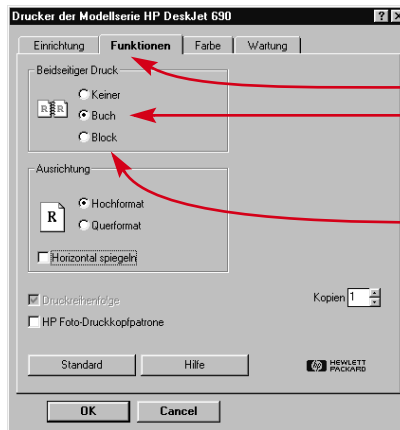 Drucker der Modellserie HP DeskJet 690
Einrichtung Funktionen Farbe Wartung
Beidseitiger Druck
Keiner
R R Buch
Block
Ausrichtung
Hochformat
R
Querformat
Horizontal spiegeln
Druckreihenfolge Kopien 1
HP Foto-Druckkopfpatrone
Standard Hilfe hp HEWLETT
PACKARD
OK Cancel